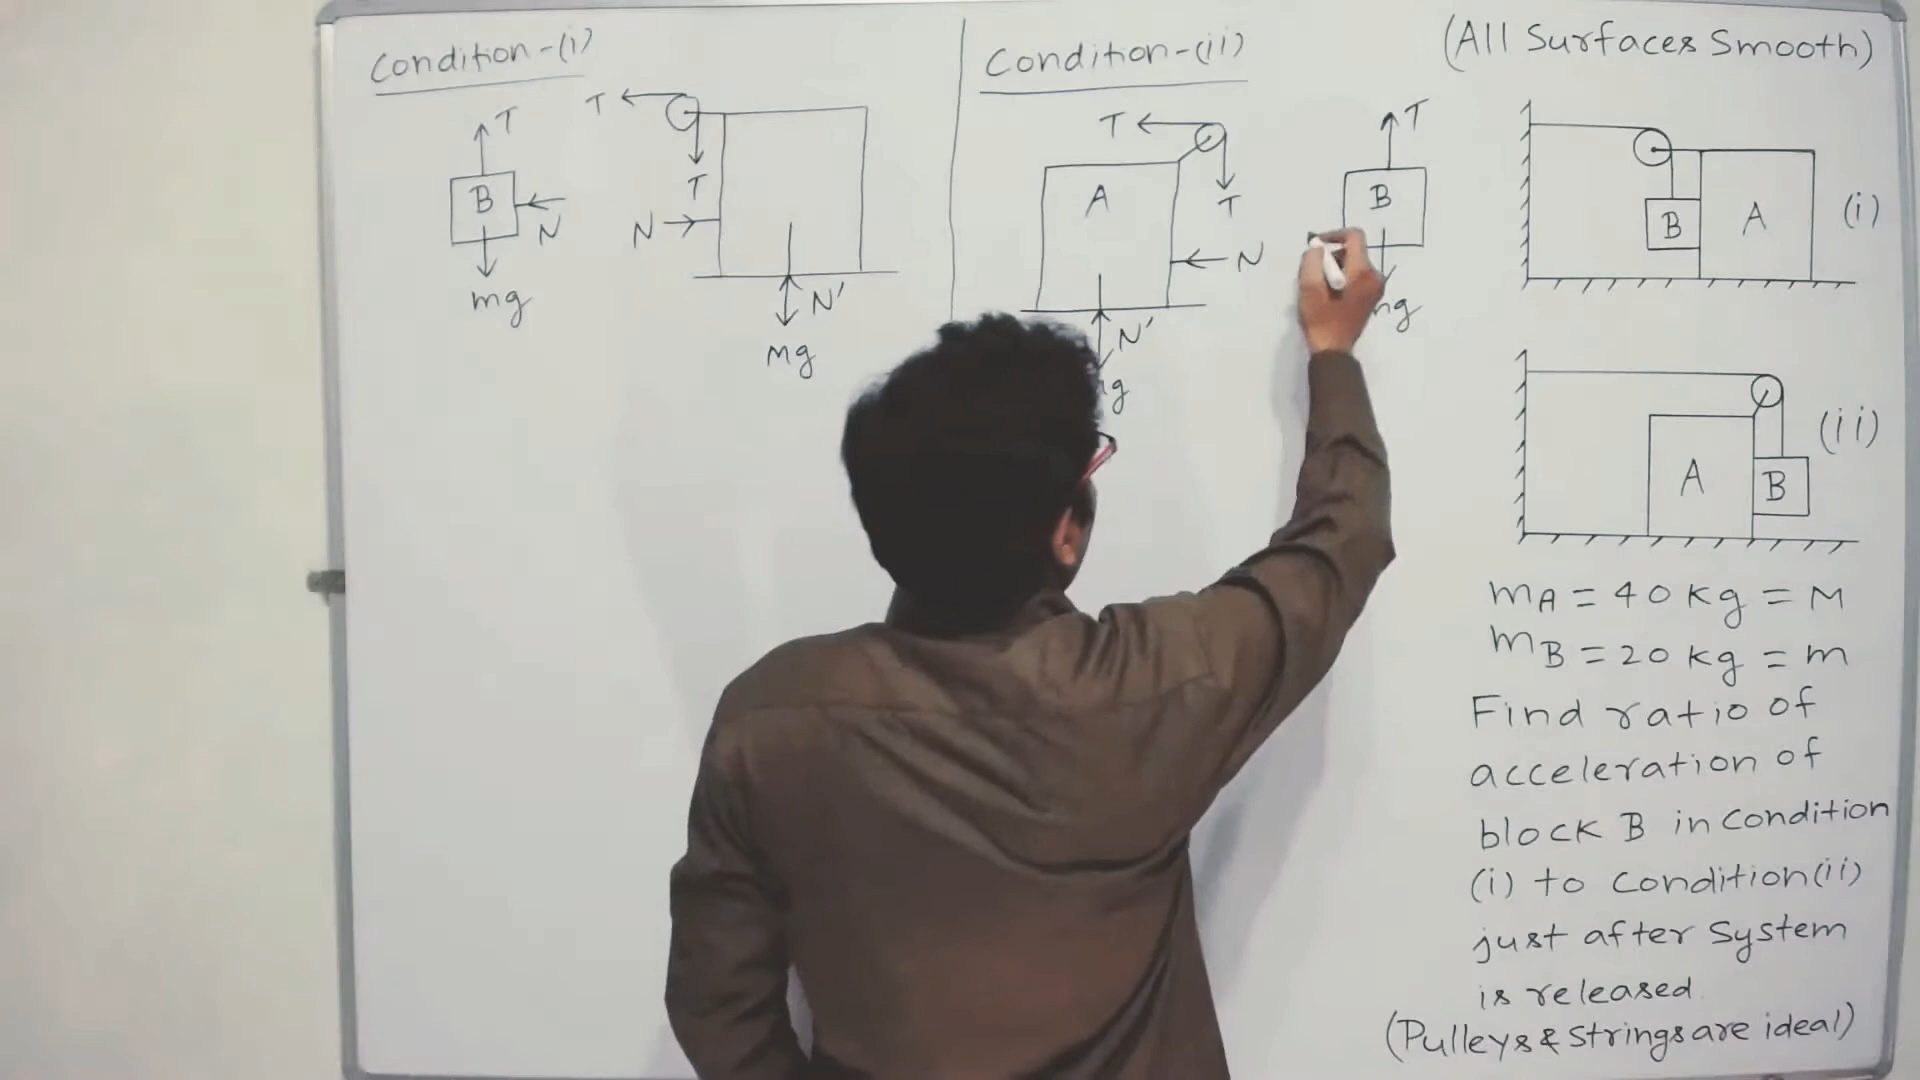 Condition-(i)
T
T
B
N
mg
T
N
N'
Mg
Condition-(ii)
T
T
A
N
N'
T
B
(All Surfaces Smooth)
B
A
(i)
A
B
(ii)
mA = 40 kg = M
mB = 20 kg = m
Find ratio of
acceleration of
block B in condition
(i) to condition(ii)
just after system
is released
(Pulleys & strings are ideal)